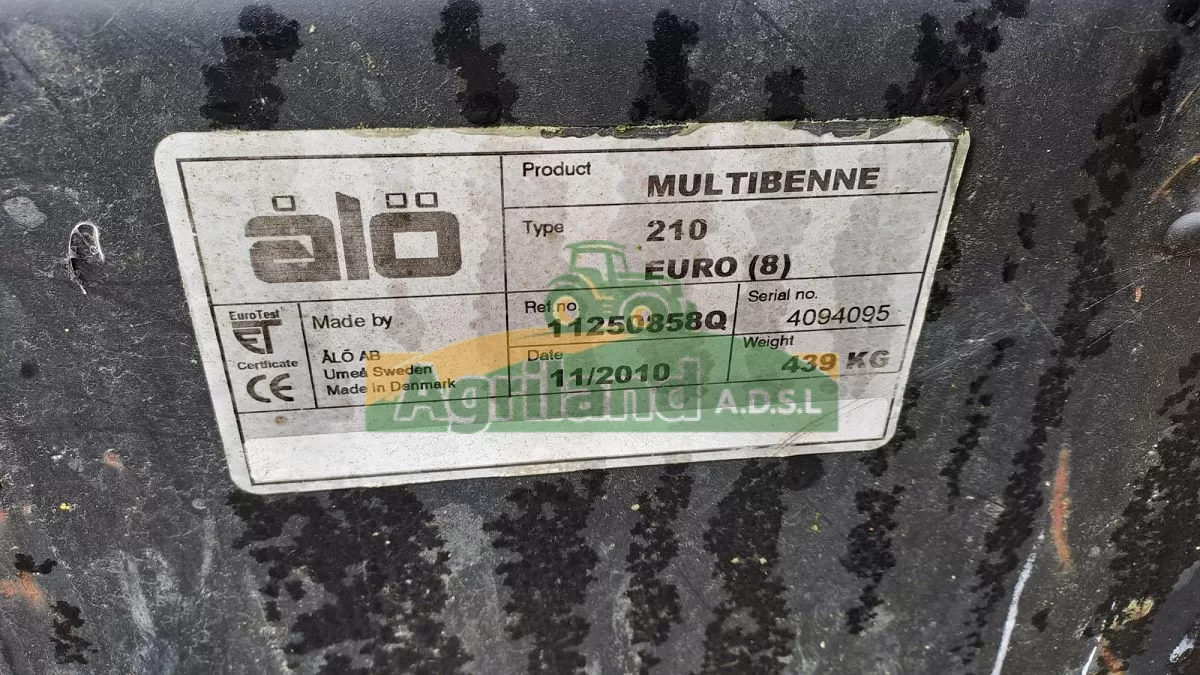 ålö
Product MULTIBENNE
Type 210
EURO (8)
Ref no. 11250858Q
Serial no. 4094095
Date 11/2010
Weight 439 KG
EuroTest
ET
Certificate
CE
Made by
ÅLÖ AB
Umeå Sweden
Made in Denmark
Agriland A.D.S.L